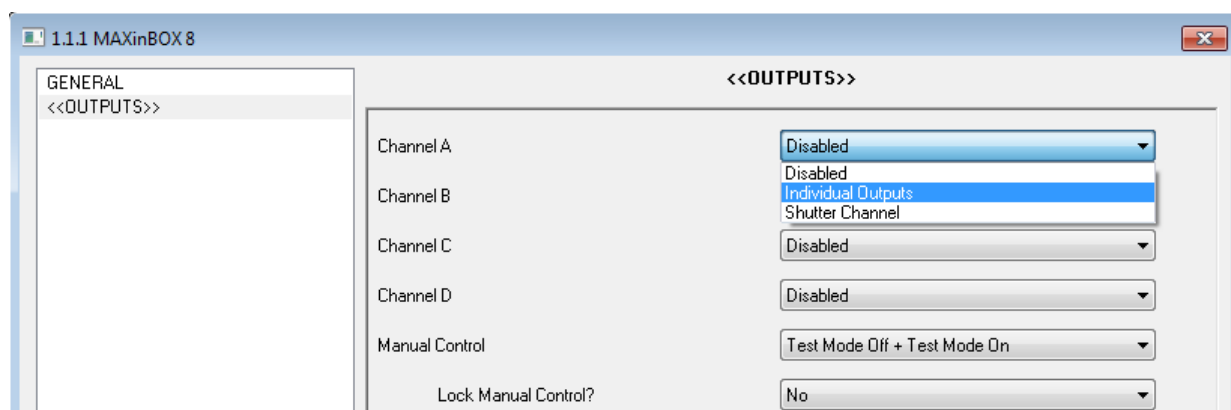 1.1.1 MAXinBOX 8
GENERAL
<<OUTPUTS>>
<<OUTPUTS>>
Channel A
Disabled
Disabled
Individual Outputs
Shutter Channel
Channel B
Channel C
Disabled
Channel D
Disabled
Manual Control
Test Mode Off + Test Mode On
Lock Manual Control?
No